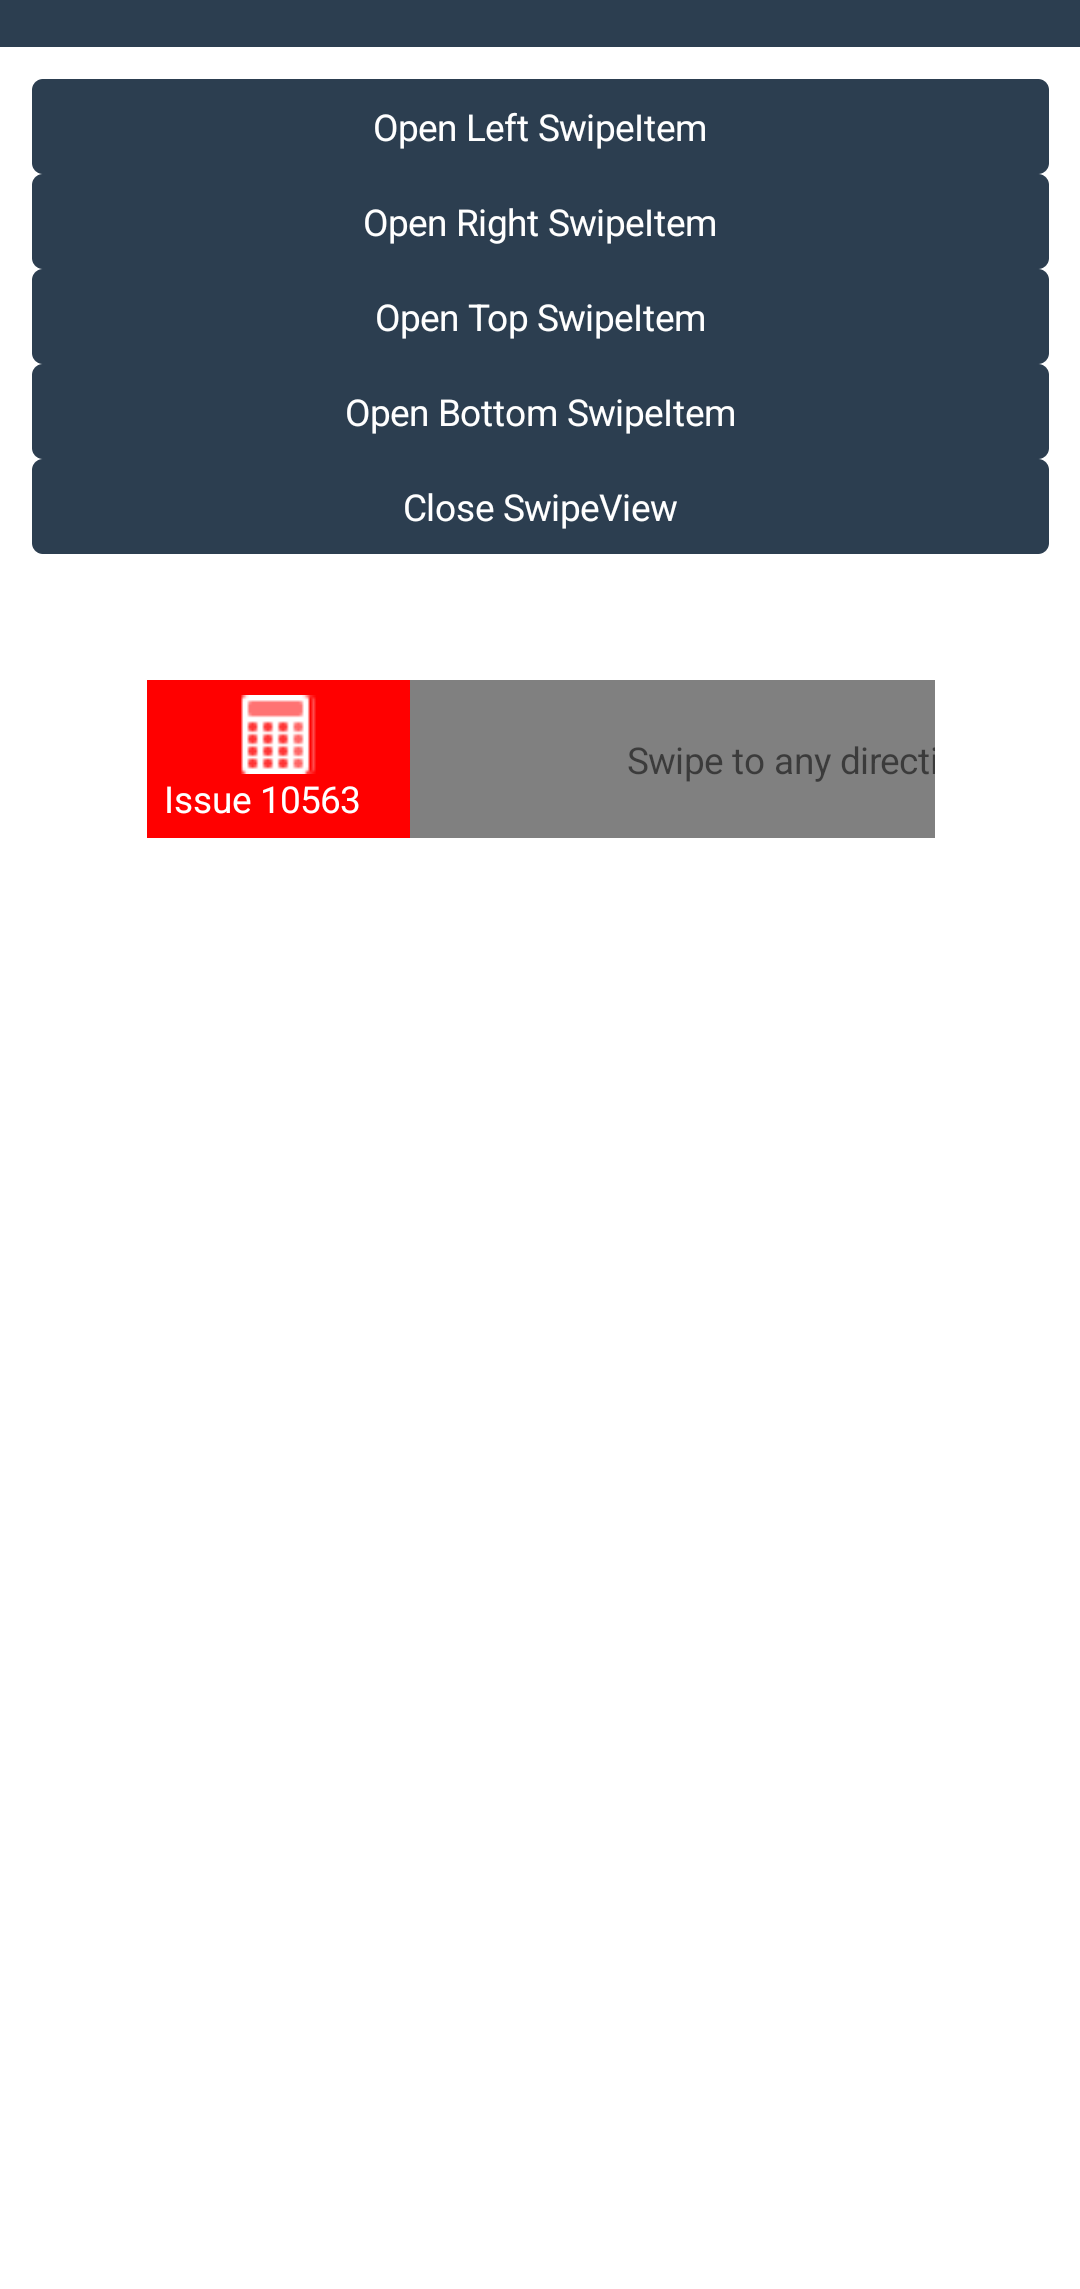 Open Left SwipeItem
Open Right SwipeItem
Open Top SwipeItem
Open Bottom SwipeItem
Close SwipeView
Swipe to any directi
Issue 10563